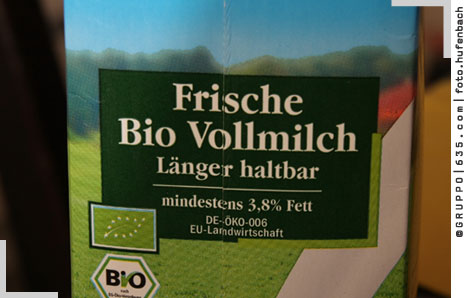 Frische
Bio Vollmilch
Länger haltbar
mindestens 3,8% Fett
DE-ÖKO-006
EU-Landwirtschaft
Bio
©GRUPPO|635.com|foto.hufenbach